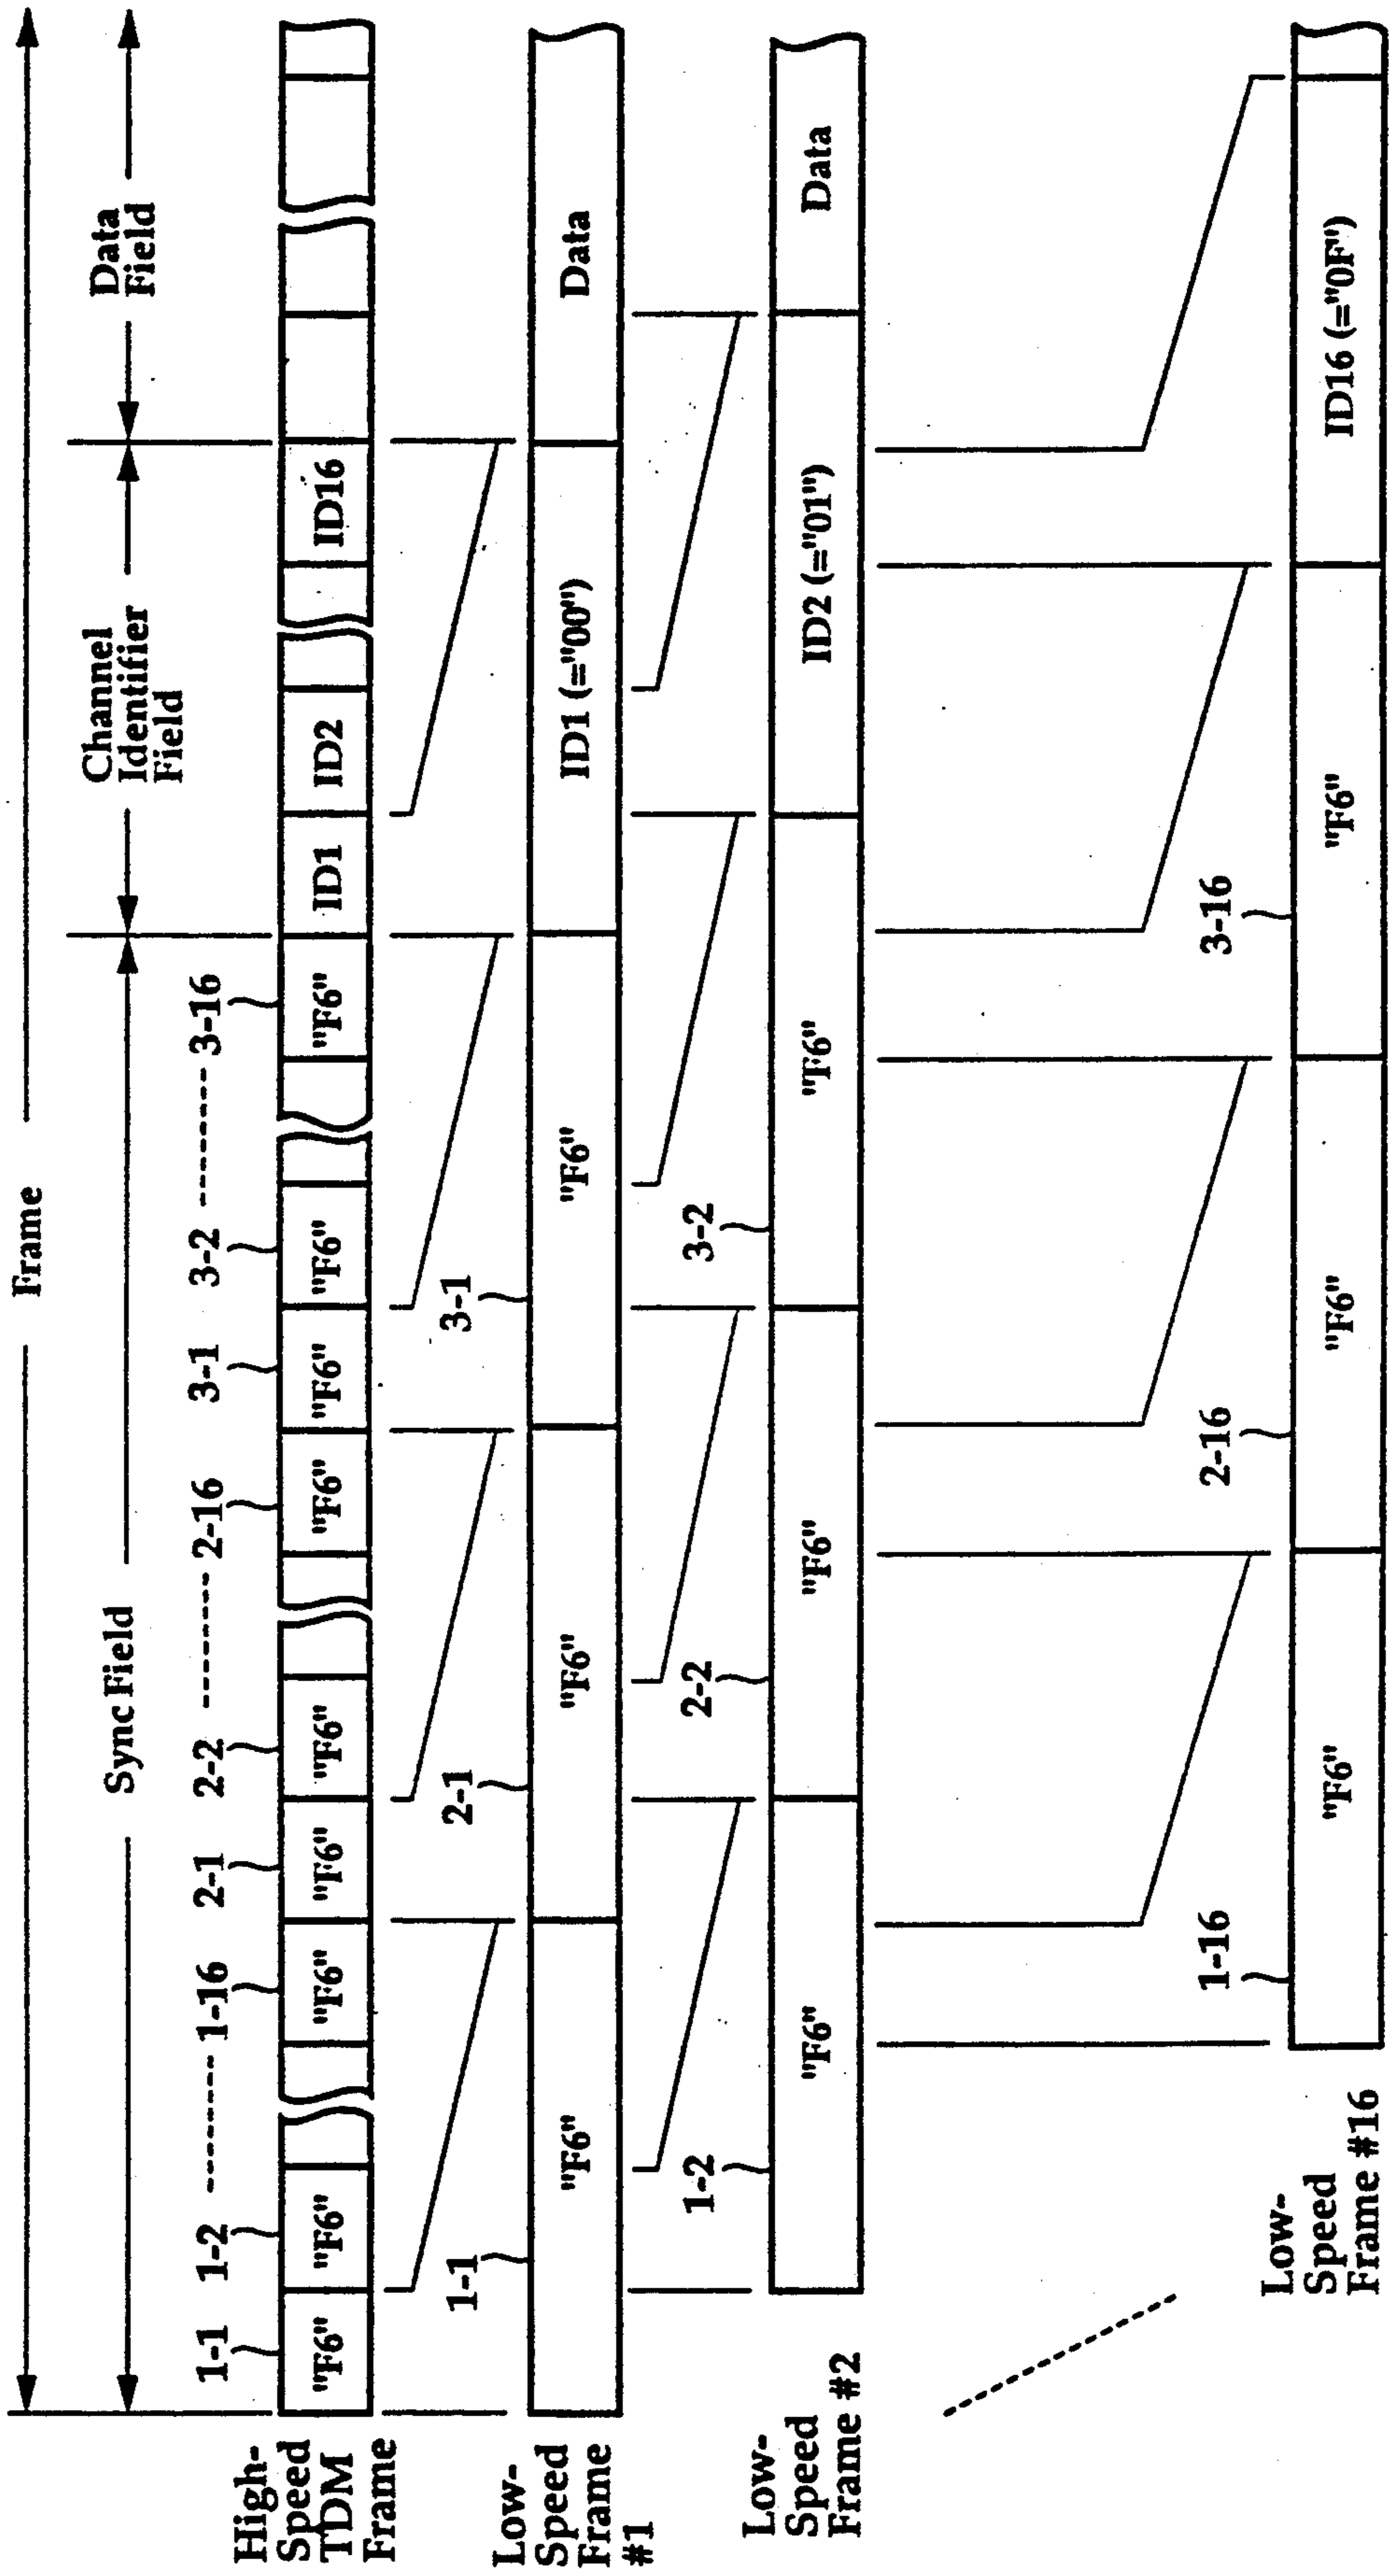 Frame
Sync Field
Channel
Identifier
Field
Data
Field
1-1 1-2 -------- 1-16 2-1 2-2 -------- 2-16 3-1 3-2 -------- 3-16
High-
Speed
TDM
Frame
"F6" "F6" "F6" "F6" "F6" "F6" "F6" "F6" "F6" ID1 ID2 ID16
1-1 2-1 3-1
Low-
Speed
Frame
#1
"F6" "F6" "F6" ID1 (="00") Data
1-2 2-2 3-2
Low-
Speed
Frame #2
"F6" "F6" "F6" ID2 (="01") Data
1-16 2-16 3-16
Low-
Speed
Frame #16
"F6" "F6" "F6" ID16 (="0F")